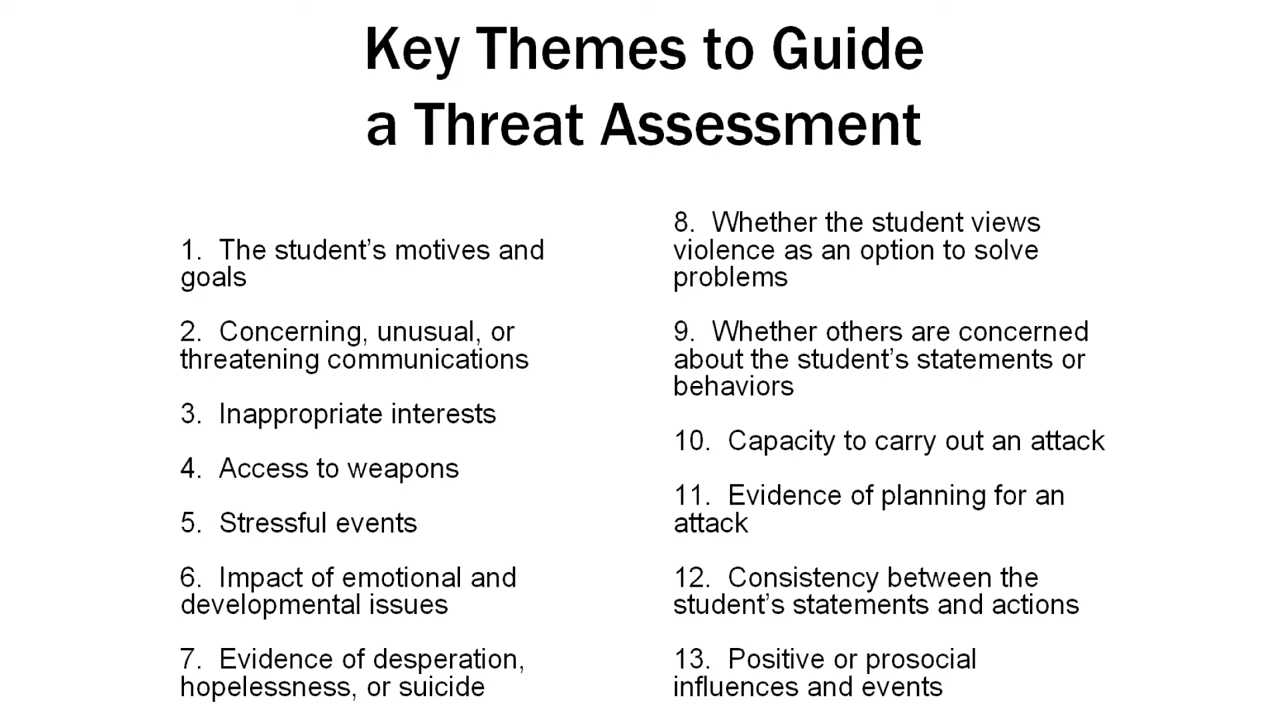 Key Themes to Guide
a Threat Assessment
1.  The student’s motives and
goals
2.  Concerning, unusual, or
threatening communications
3.  Inappropriate interests
4.  Access to weapons
5.  Stressful events
6.  Impact of emotional and
developmental issues
7.  Evidence of desperation,
hopelessness, or suicide
8.  Whether the student views
violence as an option to solve
problems
9.  Whether others are concerned
about the student’s statements or
behaviors
10.  Capacity to carry out an attack
11.  Evidence of planning for an
attack
12.  Consistency between the
student’s statements and actions
13.  Positive or prosocial
influences and events